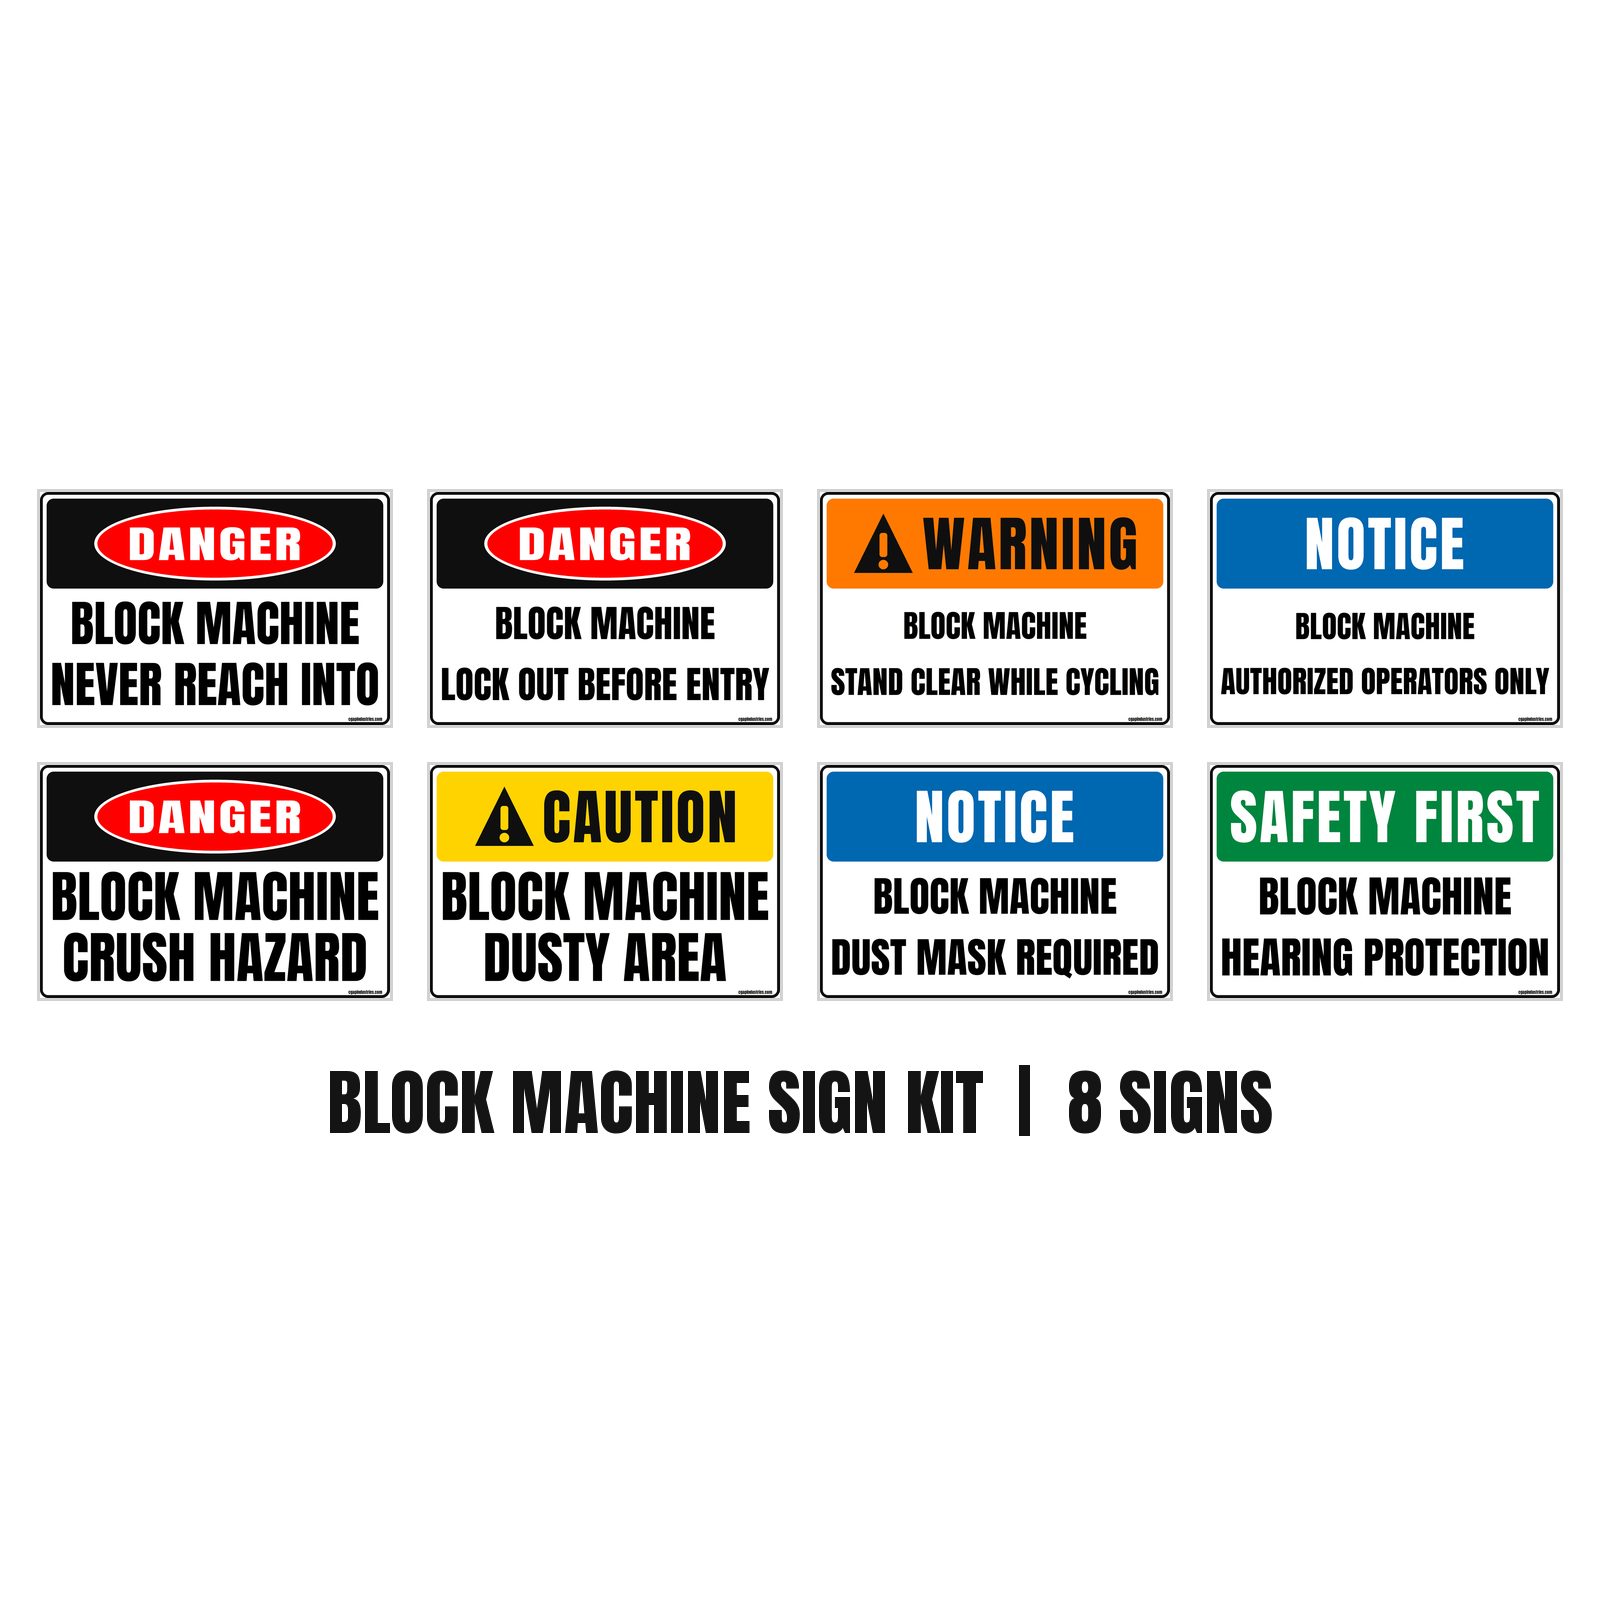 DANGER
BLOCK MACHINE
NEVER REACH INTO
DANGER
BLOCK MACHINE
LOCK OUT BEFORE ENTRY
WARNING
BLOCK MACHINE
STAND CLEAR WHILE CYCLING
NOTICE
BLOCK MACHINE
AUTHORIZED OPERATORS ONLY
DANGER
BLOCK MACHINE
CRUSH HAZARD
CAUTION
BLOCK MACHINE
DUSTY AREA
NOTICE
BLOCK MACHINE
DUST MASK REQUIRED
SAFETY FIRST
BLOCK MACHINE
HEARING PROTECTION
BLOCK MACHINE SIGN KIT | 8 SIGNS